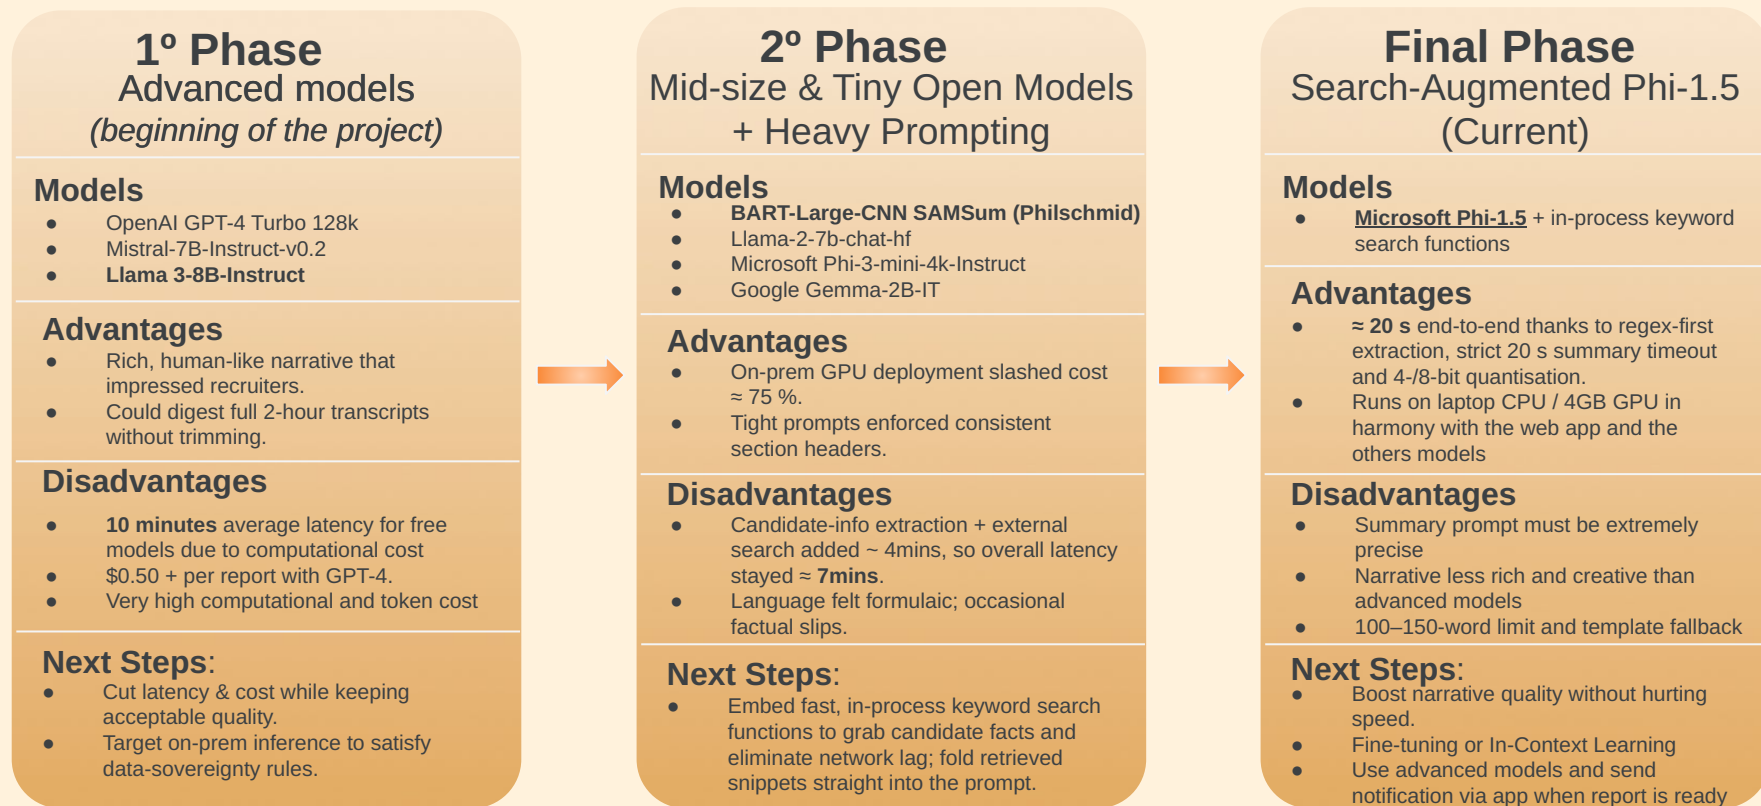 1º Phase
Advanced models
(beginning of the project)
Models
● OpenAI GPT-4 Turbo 128k
● Mistral-7B-Instruct-v0.2
● Llama 3-8B-Instruct
Advantages
● Rich, human-like narrative that
impressed recruiters.
● Could digest full 2-hour transcripts
without trimming.
Disadvantages
● 10 minutes average latency for free
models due to computational cost
● $0.50 + per report with GPT-4.
● Very high computational and token cost
Next Steps:
● Cut latency & cost while keeping
acceptable quality.
● Target on-prem inference to satisfy
data-sovereignty rules.
2º Phase
Mid-size & Tiny Open Models
+ Heavy Prompting
Models
● BART-Large-CNN SAMSum (Philschmid)
● Llama-2-7b-chat-hf
● Microsoft Phi-3-mini-4k-Instruct
● Google Gemma-2B-IT
Advantages
● On-prem GPU deployment slashed cost
≈ 75 %.
● Tight prompts enforced consistent
section headers.
Disadvantages
● Candidate-info extraction + external
search added ~ 4mins, so overall latency
stayed ≈ 7mins.
● Language felt formulaic; occasional
factual slips.
Next Steps:
● Embed fast, in-process keyword search
functions to grab candidate facts and
eliminate network lag; fold retrieved
snippets straight into the prompt.
Final Phase
Search-Augmented Phi-1.5
(Current)
Models
● Microsoft Phi-1.5 + in-process keyword
search functions
Advantages
● ≈ 20 s end-to-end thanks to regex-first
extraction, strict 20 s summary timeout
and 4-/8-bit quantisation.
● Runs on laptop CPU / 4GB GPU in
harmony with the web app and the
others models
Disadvantages
● Summary prompt must be extremely
precise
● Narrative less rich and creative than
advanced models
● 100–150-word limit and template fallback
Next Steps:
● Boost narrative quality without hurting
speed.
● Fine-tuning or In-Context Learning
● Use advanced models and send
notification via app when report is ready